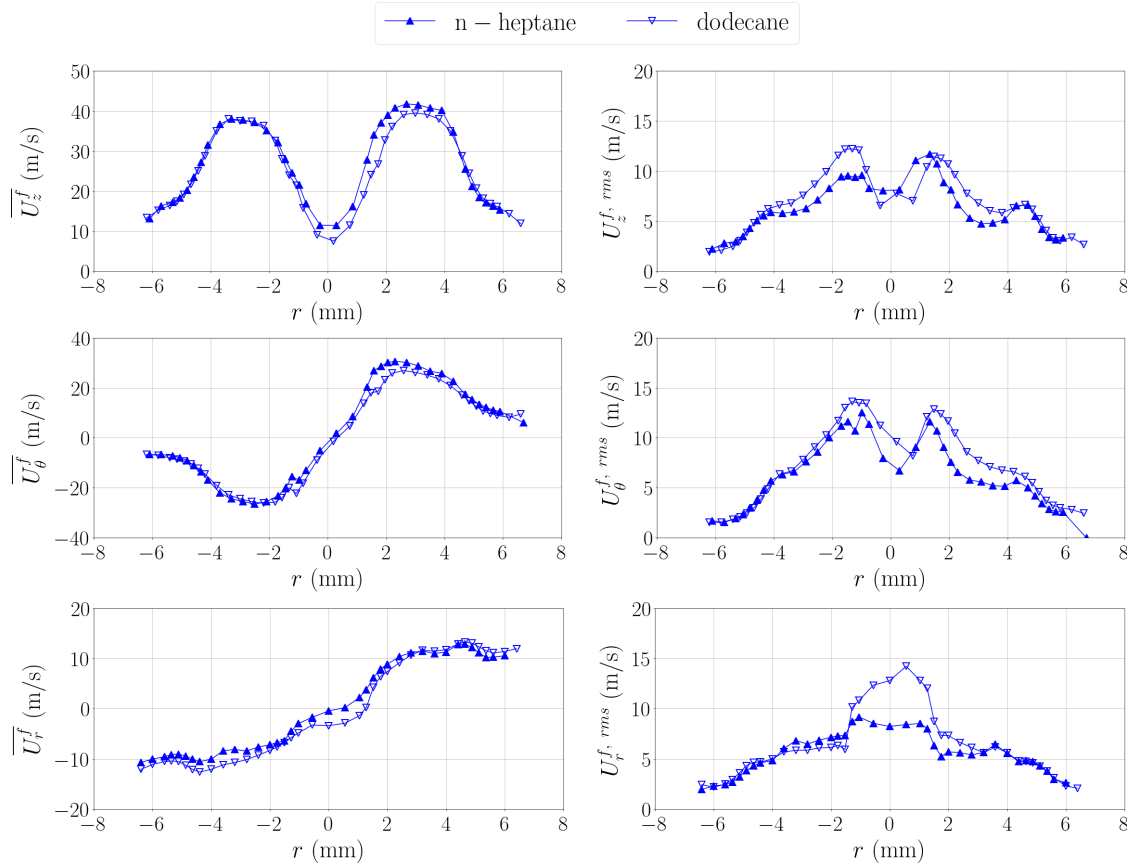 n − heptane dodecane
50
40
30
20
10
0
−8 −6 −4 −2 0 2 4 6 8
r (mm)
U_z^f (m/s)
20
15
10
5
0
−8 −6 −4 −2 0 2 4 6 8
r (mm)
U_z^{f, rms} (m/s)
40
20
0
−20
−40
−8 −6 −4 −2 0 2 4 6 8
r (mm)
U_θ^f (m/s)
20
15
10
5
0
−8 −6 −4 −2 0 2 4 6 8
r (mm)
U_θ^{f, rms} (m/s)
20
10
0
−10
−20
−8 −6 −4 −2 0 2 4 6 8
r (mm)
U_r^f (m/s)
20
15
10
5
0
−8 −6 −4 −2 0 2 4 6 8
r (mm)
U_r^{f, rms} (m/s)